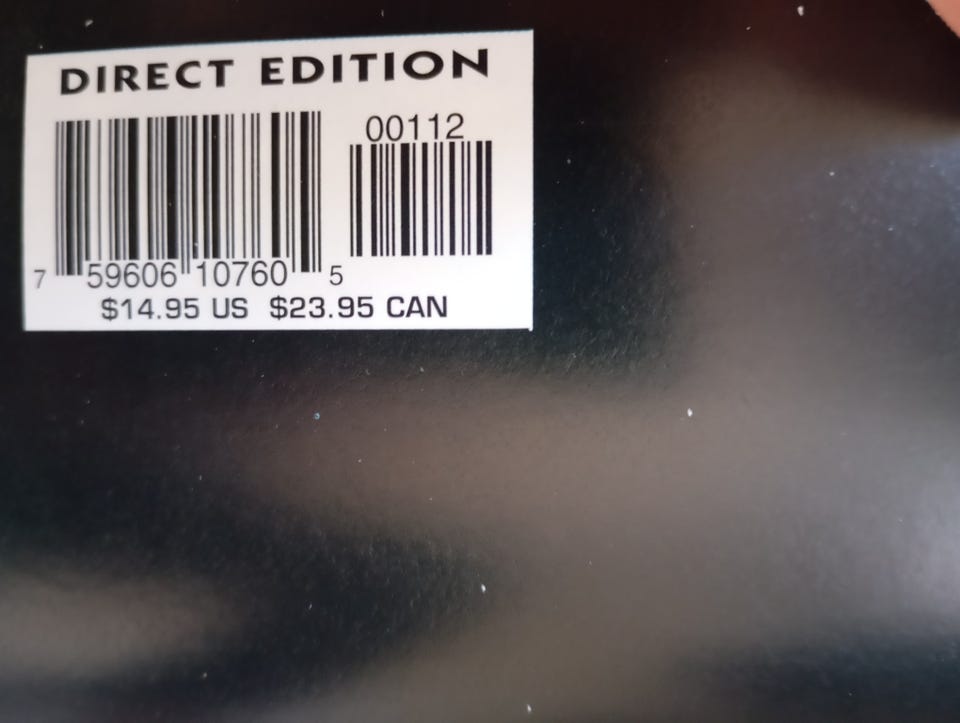 DIRECT EDITION
00112
7 59606 10760 5
$14.95 US $23.95 CAN